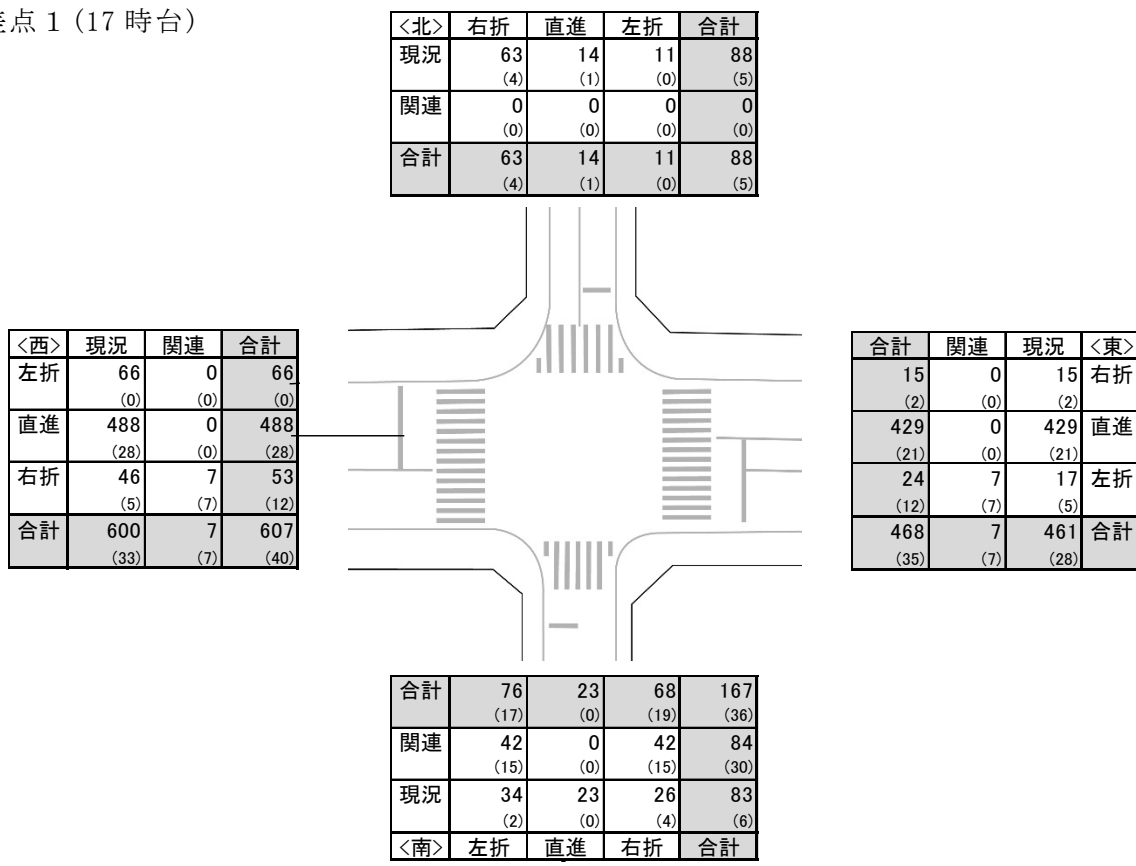 点 1 (17 時台)
<北> 右折 直進 左折 合計
現況 63 14 11 88
(4) (1) (0) (5)
関連 0 0 0 0
(0) (0) (0) (0)
合計 63 14 11 88
(4) (1) (0) (5)
<西> 現況 関連 合計
左折 66 0 66
(0) (0) (0)
直進 488 0 488
(28) (0) (28)
右折 46 7 53
(5) (7) (12)
合計 600 7 607
(33) (7) (40)
合計 関連 現況 <東>
15 0 15 右折
(2) (0) (2)
429 0 429 直進
(21) (0) (21)
24 7 17 左折
(12) (7) (5)
468 7 461 合計
(35) (7) (28)
合計 76 23 68 167
(17) (0) (19) (36)
関連 42 0 42 84
(15) (0) (15) (30)
現況 34 23 26 83
(2) (0) (4) (6)
<南> 左折 直進 右折 合計